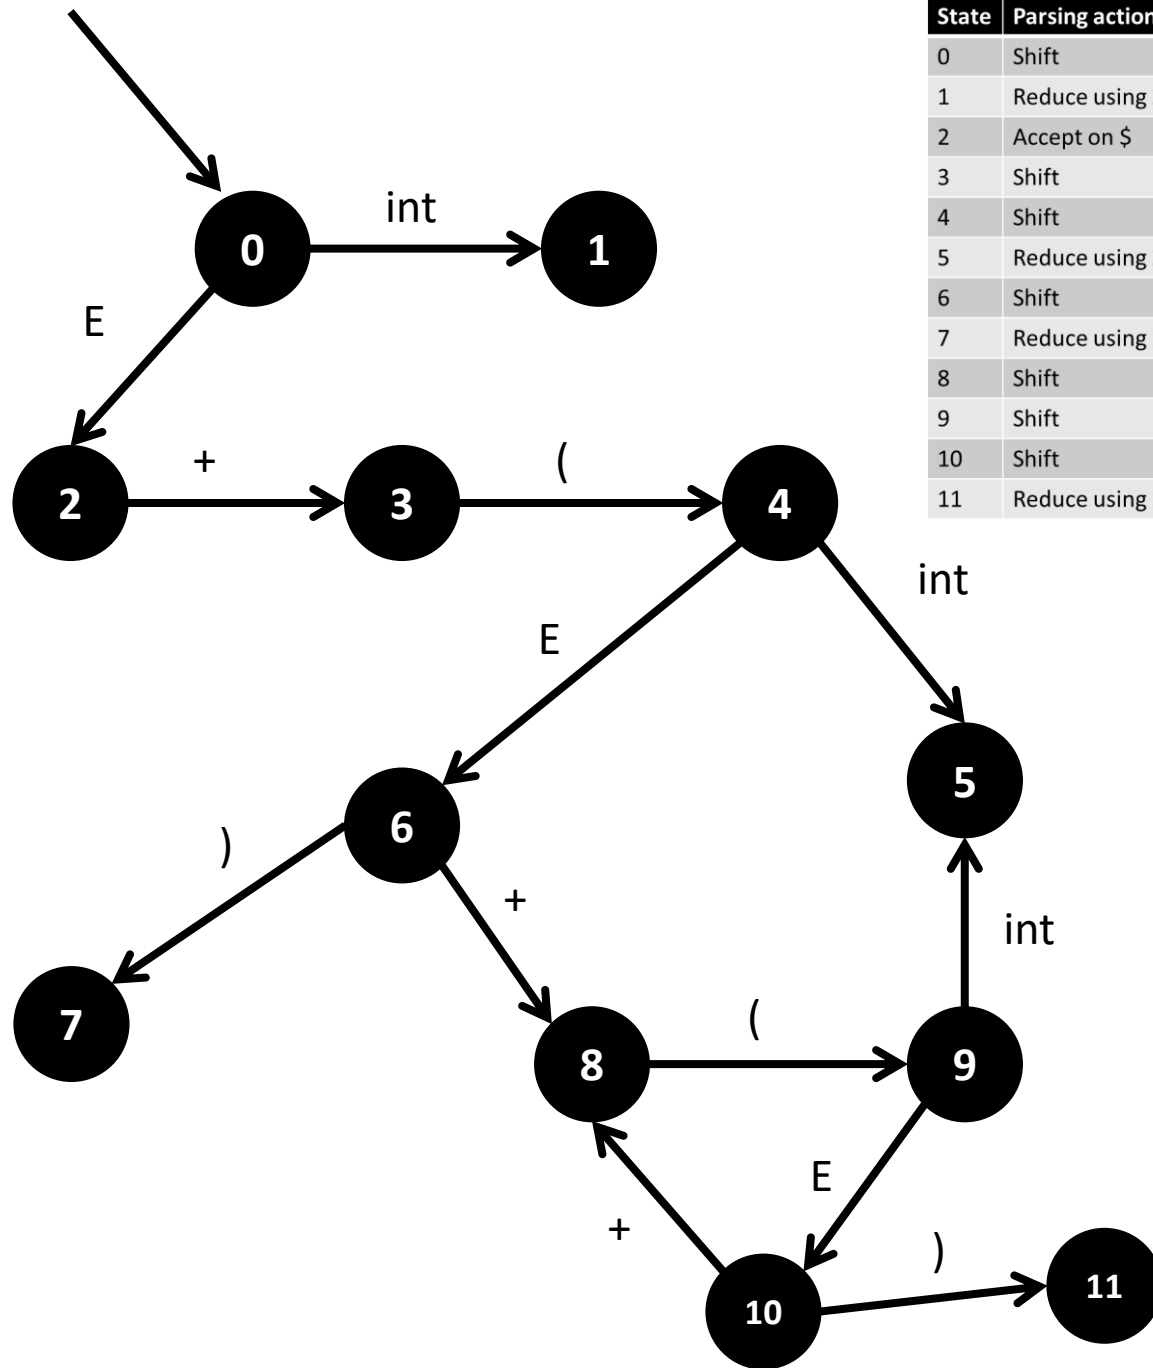 State Parsing action
0 Shift
1 Reduce using
2 Accept on $
3 Shift
4 Shift
5 Reduce using
6 Shift
7 Reduce using
8 Shift
9 Shift
10 Shift
11 Reduce using
int
0
1
E
+
(
2
3
4
int
E
5
)
6
+
int
(
7
8
9
E
+
)
10
11